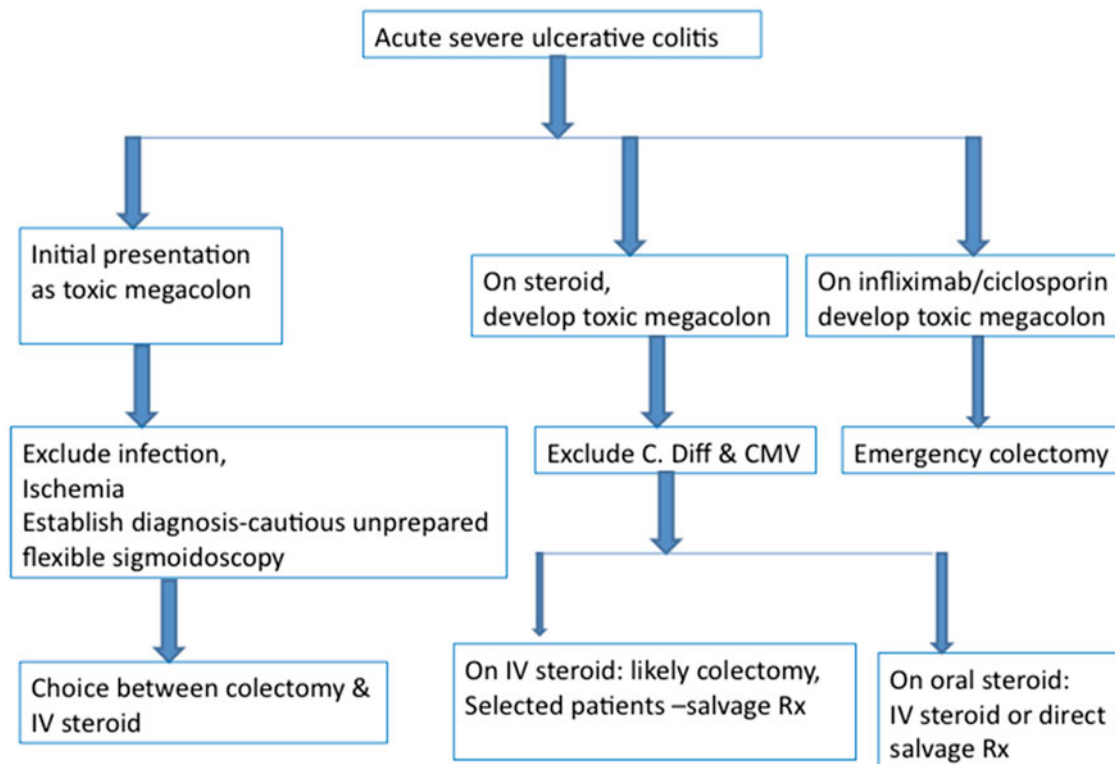 Acute severe ulcerative colitis
Initial presentation
as toxic megacolon
On steroid,
develop toxic megacolon
On infliximab/ciclosporin
develop toxic megacolon
Exclude infection,
Ischemia
Establish diagnosis-cautious unprepared
flexible sigmoidoscopy
Exclude C. Diff & CMV
Emergency colectomy
Choice between colectomy &
IV steroid
On IV steroid: likely colectomy,
Selected patients –salvage Rx
On oral steroid:
IV steroid or direct
salvage Rx